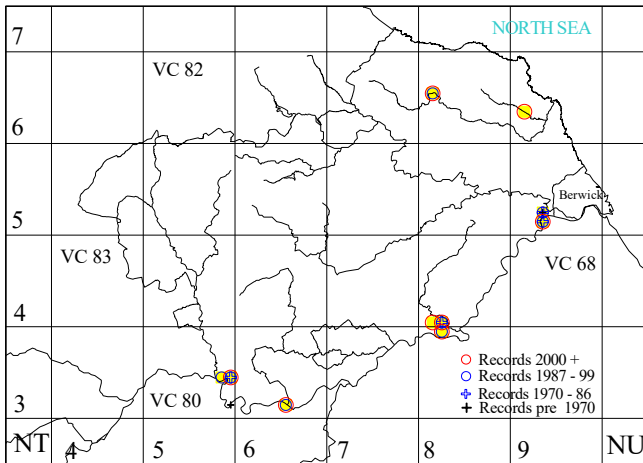 7
NORTH SEA
VC 82
6
Berwick
5
VC 83
VC 68
4
Records 2000 +
Records 1987 - 99
Records 1970 - 86
Records pre 1970
VC 80
3
NT 4 5 6 7 8 9 NU